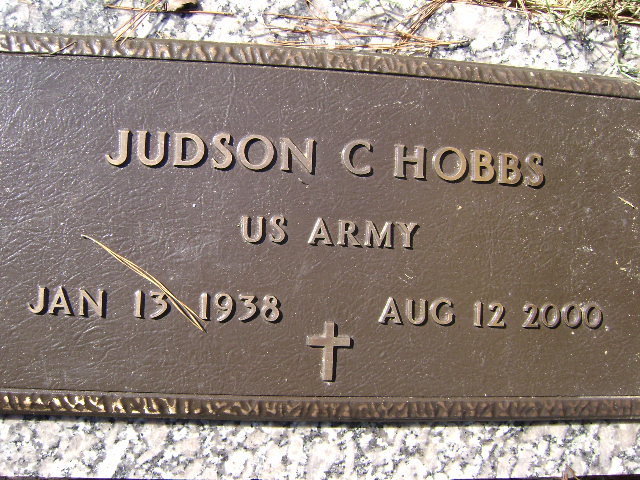 JUDSON C HOBBS
US ARMY
JAN 13 1938 AUG 12 2000